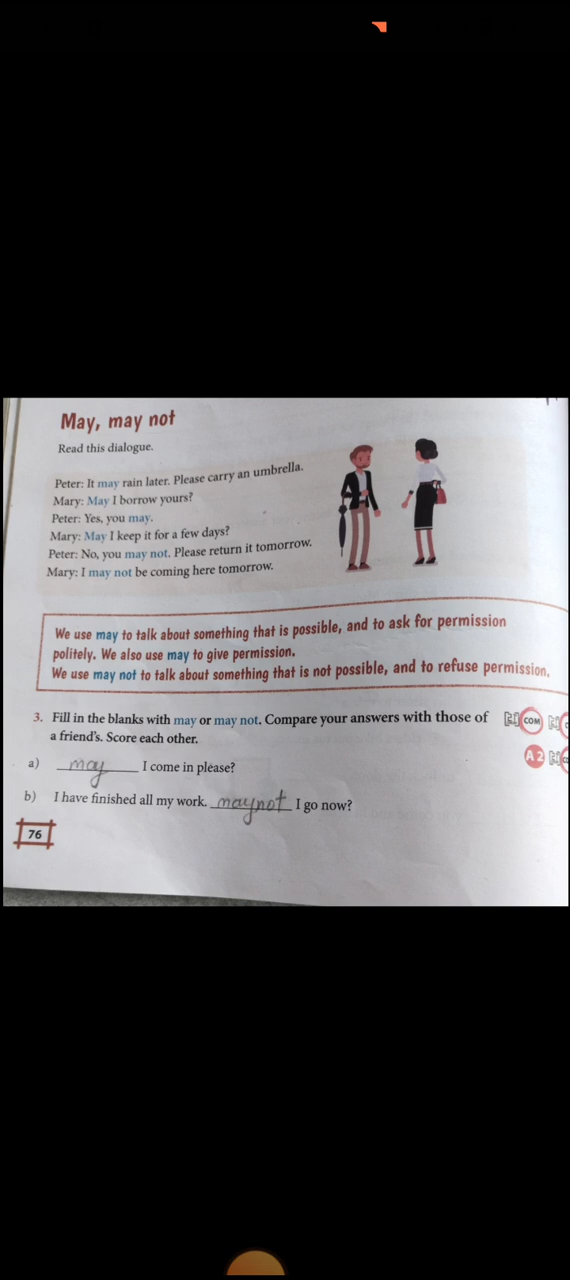 May, may not
Read this dialogue.
Peter: It may rain later. Please carry an umbrella.
Mary: May I borrow yours?
Peter: Yes, you may.
Mary: May I keep it for a few days?
Peter: No, you may not. Please return it tomorrow.
Mary: I may not be coming here tomorrow.
We use may to talk about something that is possible, and to ask for permission
politely. We also use may to give permission.
We use may not to talk about something that is not possible, and to refuse permission.
3. Fill in the blanks with may or may not. Compare your answers with those of
a friend's. Score each other.
COM
A 2
a) may I come in please?
b) I have finished all my work. may not I go now?
76